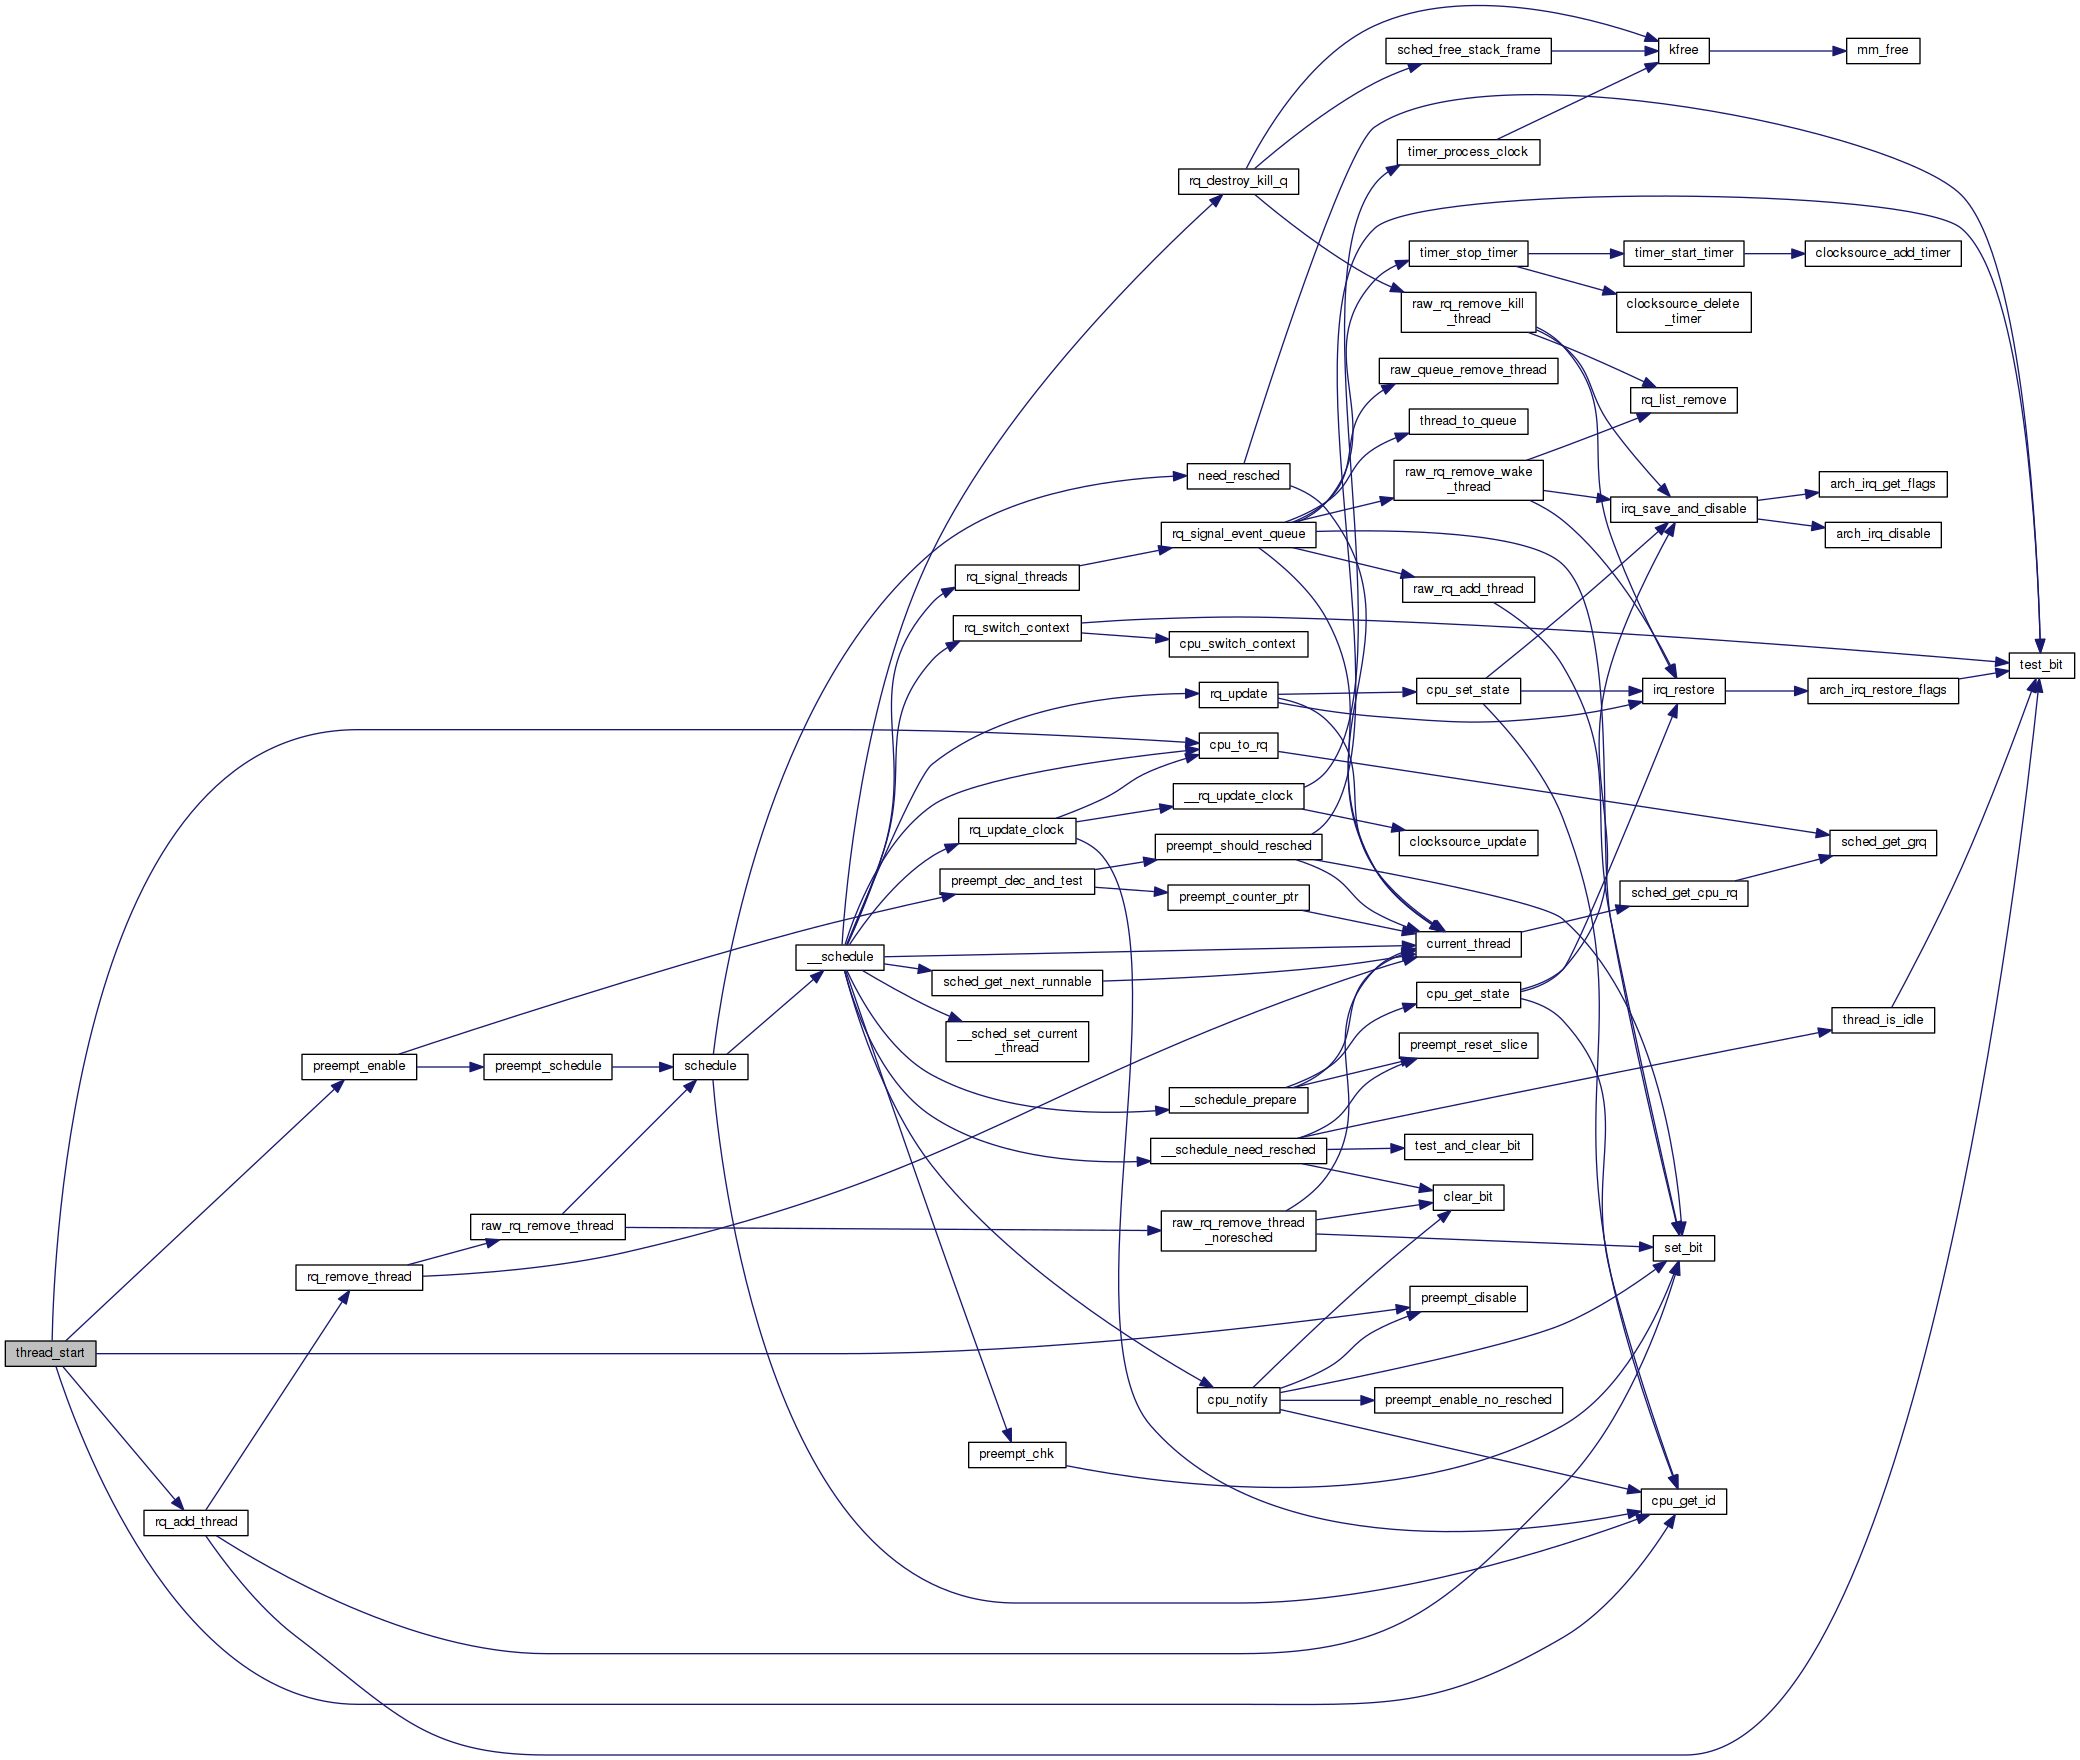 kfree
mm_free
sched_free_stack_frame
timer_process_clock
rq_destroy_kill_q
timer_stop_timer
timer_start_timer
clocksource_add_timer
raw_rq_remove_kill
_thread
clocksource_delete
_timer
raw_queue_remove_thread
rq_list_remove
thread_to_queue
need_resched
raw_rq_remove_wake
_thread
arch_irq_get_flags
irq_save_and_disable
rq_signal_event_queue
arch_irq_disable
rq_signal_threads
raw_rq_add_thread
rq_switch_context
cpu_switch_context
test_bit
rq_update
cpu_set_state
irq_restore
arch_irq_restore_flags
cpu_to_rq
__rq_update_clock
rq_update_clock
clocksource_update
sched_get_grq
preempt_should_resched
preempt_dec_and_test
preempt_counter_ptr
sched_get_cpu_rq
current_thread
__schedule
sched_get_next_runnable
cpu_get_state
thread_is_idle
__sched_set_current
_thread
preempt_reset_slice
preempt_enable
preempt_schedule
schedule
__schedule_prepare
__schedule_need_resched
test_and_clear_bit
clear_bit
raw_rq_remove_thread
raw_rq_remove_thread
_noresched
set_bit
rq_remove_thread
preempt_disable
thread_start
cpu_notify
preempt_enable_no_resched
preempt_chk
cpu_get_id
rq_add_thread